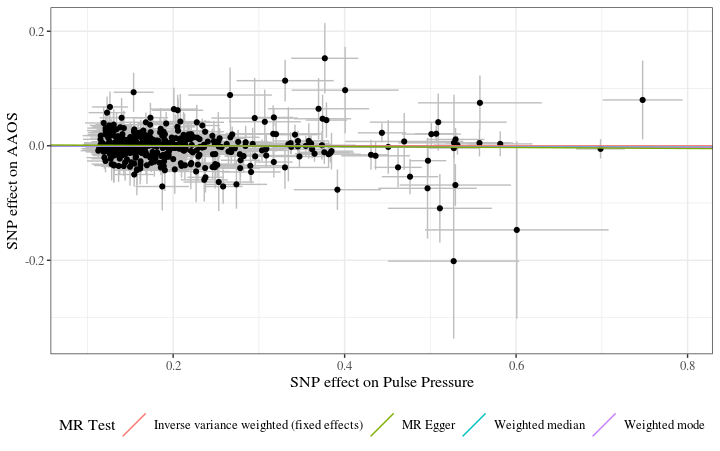 0.2
0.0
-0.2
SNP effect on AAOS
0.2
0.4
0.6
0.8
SNP effect on Pulse Pressure
MR Test
Inverse variance weighted (fixed effects)
MR Egger
Weighted median
Weighted mode